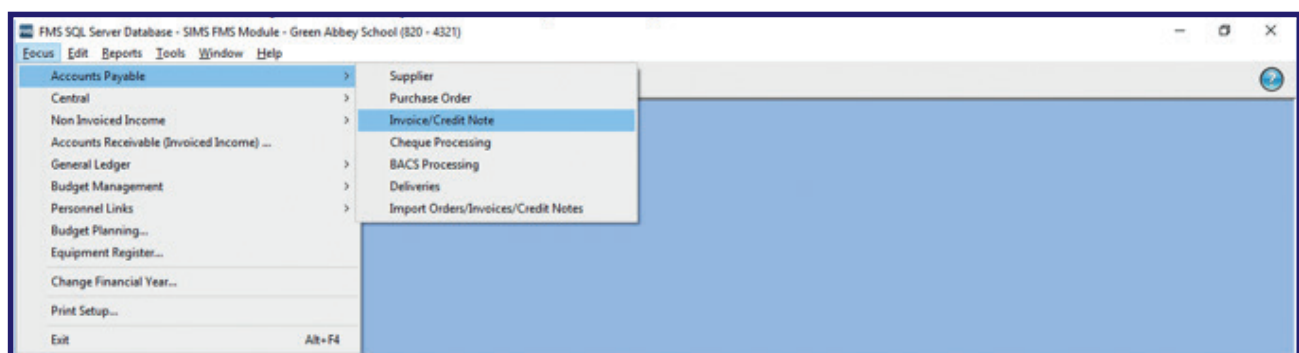 FMS SQL Server Database - SIMS FMS Module - Green Abbey School (820 - 4321)
Focus Edit Reports Tools Window Help
Accounts Payable >
Central >
Non Invoiced Income >
Accounts Receivable (Invoiced Income) ...
General Ledger >
Budget Management >
Personnel Links >
Budget Planning...
Equipment Register...
Change Financial Year...
Print Setup...
Exit Alt+F4
Supplier
Purchase Order
Invoice/Credit Note
Cheque Processing
BACS Processing
Deliveries
Import Orders/Invoices/Credit Notes